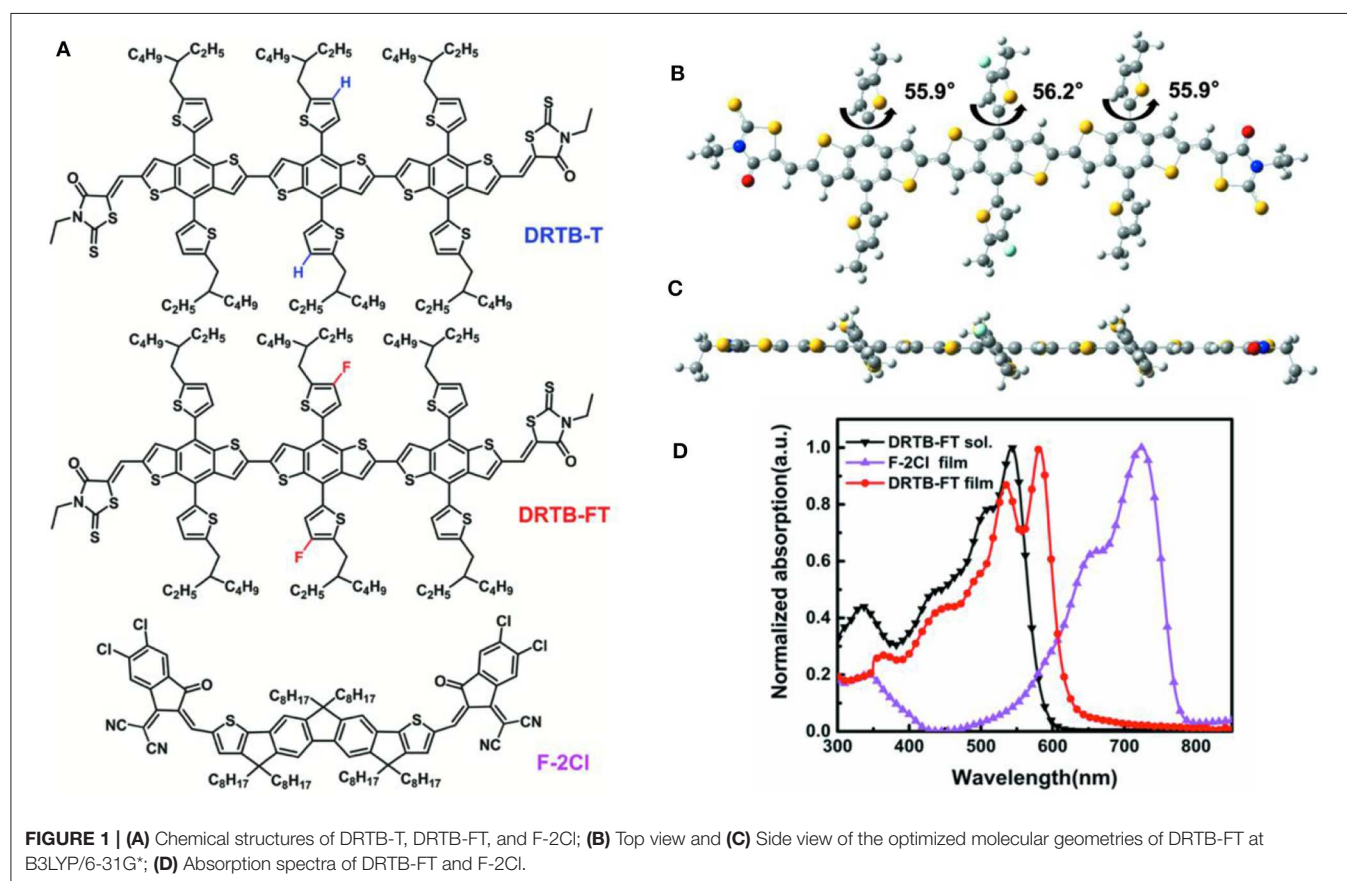 A
C4H9 C2H5 C4H9 C2H5 C4H9 C2H5
H
S S S
S N O
S S S S
O S S S
N S
S
S S S
H
DRTB-T
C2H5 C4H9 C2H5 C4H9 C2H5 C4H9
C4H9 C2H5 C4H9 C2H5 C4H9 C2H5
F
S S S
S N O
S S S S
O S S S
N S
S
S S S
F
DRTB-FT
C2H5 C4H9 C2H5 C4H9 C2H5 C4H9
Cl Cl
Cl Cl
O O
C8H17 C8H17
NC CN S S NC CN
C8H17 C8H17 C8H17 C8H17
F-2Cl
B
55.9° 56.2° 55.9°
C
D
DRTB-FT sol.
F-2Cl film
DRTB-FT film
Normalized absorption(a.u.)
1.0
0.8
0.6
0.4
0.2
0.0
300 400 500 600 700 800
Wavelength(nm)
FIGURE 1 | (A) Chemical structures of DRTB-T, DRTB-FT, and F-2Cl; (B) Top view and (C) Side view of the optimized molecular geometries of DRTB-FT at
B3LYP/6-31G*; (D) Absorption spectra of DRTB-FT and F-2Cl.